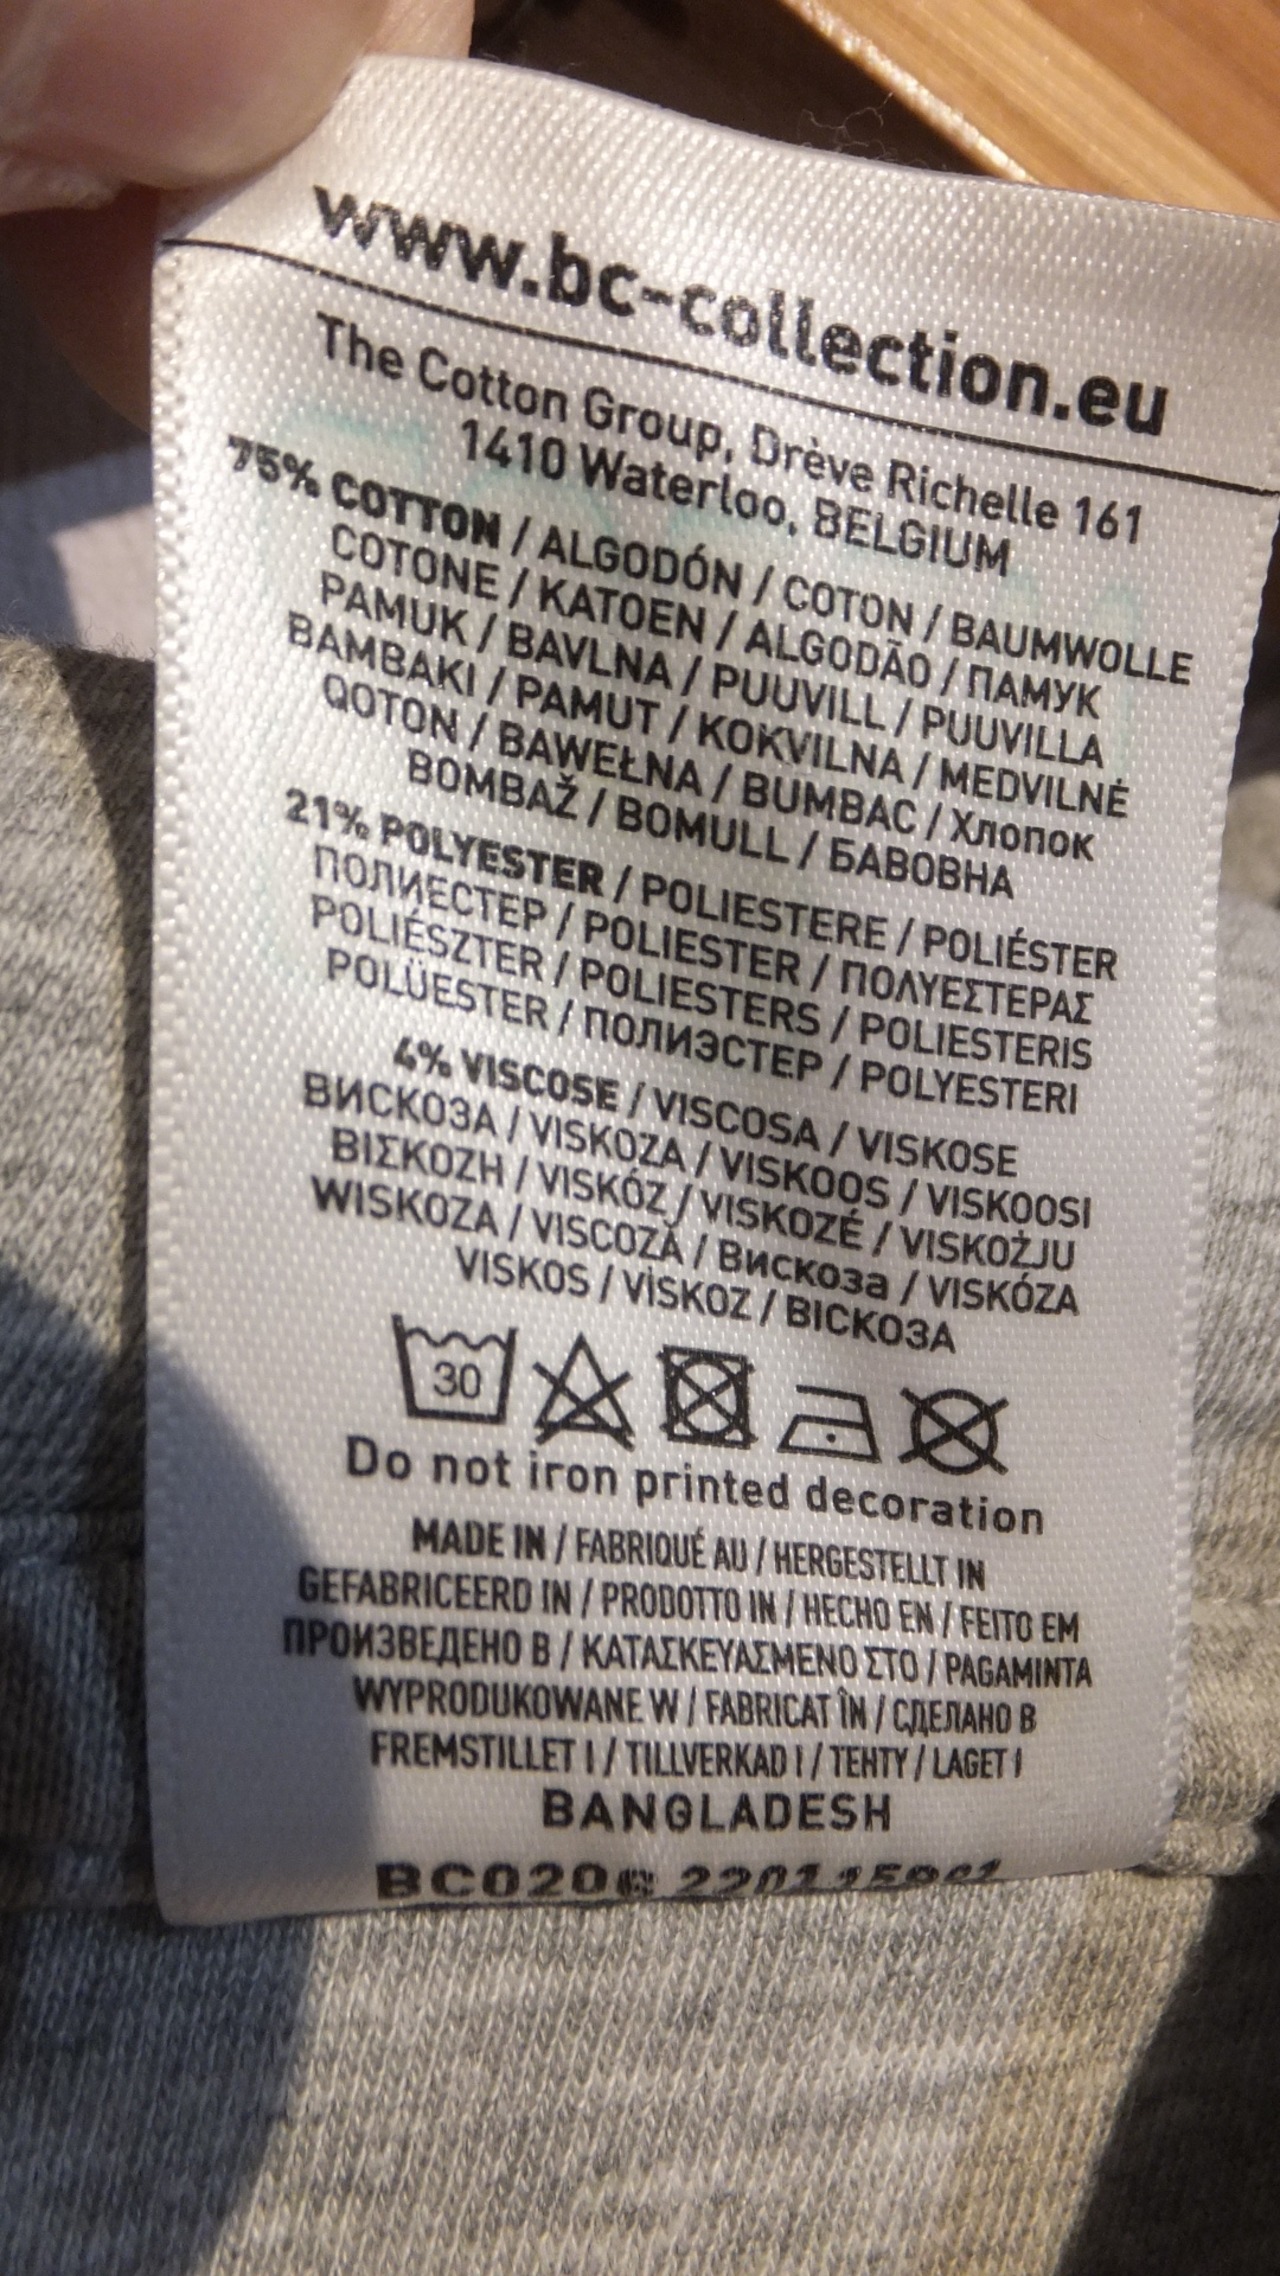 www.bc-collection.eu
The Cotton Group, Drève Richelle 161
1410 Waterloo, BELGIUM
75% COTTON / ALGODÓN / COTON / BAUMWOLLE
COTONE / KATOEN / ALGODÃO / ПАМУК
PAMUK / BAVLNA / PUUVILL / PUUVILLA
BAMBAKI / PAMUT / KOKVILNA / MEDVILNĖ
QOTON / BAWEŁNA / BUMBAC / Хлопок
BOMBAŽ / BOMULL / БАВОВНА
21% POLYESTER / POLIESTERE / POLIÉSTER
ПОЛИЕСТЕР / POLIESTER / ΠΟΛΥΕΣΤΕΡΑΣ
POLIÉSZTER / POLIESTERS / POLIESTERIS
POLÜESTER / ПОЛИЭСТЕР / POLYESTERI
4% VISCOSE / VISCOSA / VISKOSE
ВИСКОЗА / VISKOZA / VISKOOS / VISKOOSI
ΒΙΣΚΟΖΗ / VISKÓZ / VISKOZÉ / VISKOŻJU
WISKOZA / VISCOZĂ / Вискоза / VISKÓZA
VISKOS / VİSKOZ / ВІСКОЗА
30
Do not iron printed decoration
MADE IN / FABRIQUÉ AU / HERGESTELLT IN
GEFABRICEERD IN / PRODOTTO IN / HECHO EN / FEITO EM
ПРОИЗВЕДЕНО В / ΚΑΤΑΣΚΕΥΑΣΜΕΝΟ ΣΤΟ / PAGAMINTA
WYPRODUKOWANE W / FABRICAT ÎN / СДЕЛАНО В
FREMSTILLET I / TILLVERKAD I / TEHTY / LAGET I
BANGLADESH